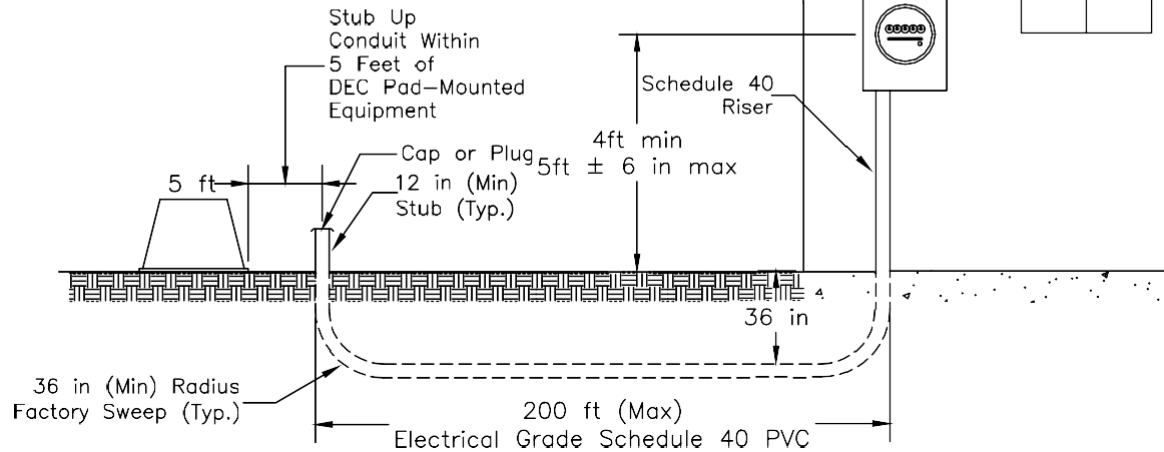 Stub Up
Conduit Within
5 Feet of
DEC Pad-Mounted
Equipment
Schedule 40
Riser
4ft min
5ft ± 6 in max
Cap or Plug
5 ft
12 in (Min)
Stub (Typ.)
36 in
36 in (Min) Radius
Factory Sweep (Typ.)
200 ft (Max)
Electrical Grade Schedule 40 PVC